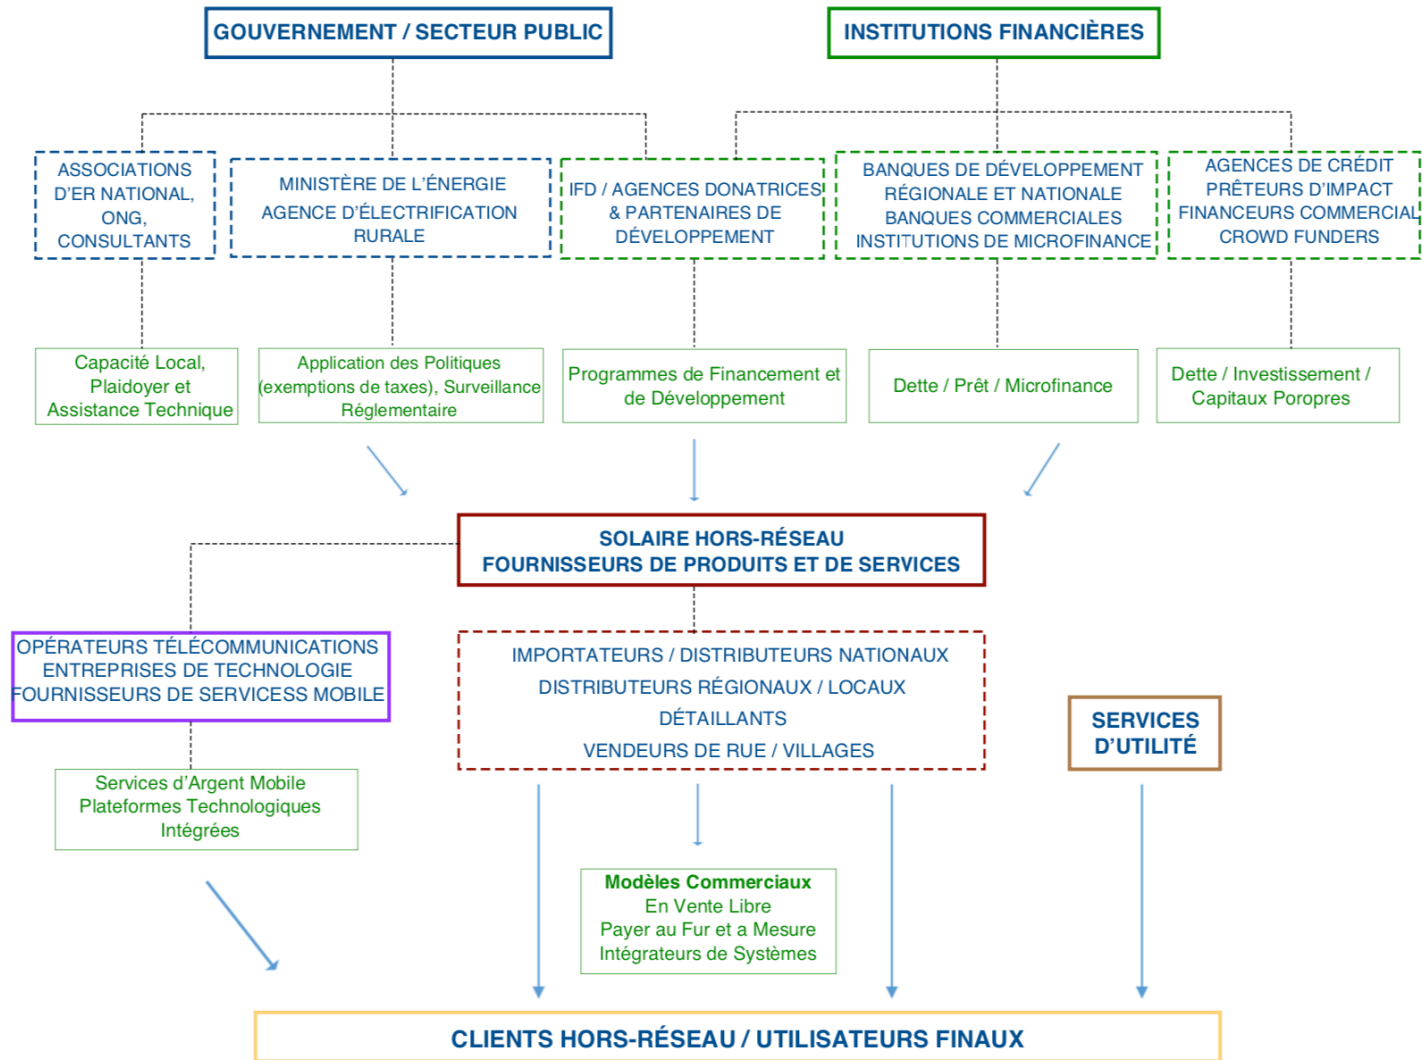 GOUVERNEMENT / SECTEUR PUBLIC
INSTITUTIONS FINANCIÈRES
ASSOCIATIONS
D'ER NATIONAL,
ONG,
CONSULTANTS
MINISTÈRE DE L'ÉNERGIE
AGENCE D'ÉLECTRIFICATION
RURALE
IFD / AGENCES DONATRICES
& PARTENAIRES DE
DÉVELOPPEMENT
BANQUES DE DÉVELOPPEMENT
RÉGIONALE ET NATIONALE
BANQUES COMMERCIALES
INSTITUTIONS DE MICROFINANCE
AGENCES DE CRÉDIT
PRÊTEURS D'IMPACT
FINANCEURS COMMERCIAL
CROWD FUNDERS
Capacité Local,
Plaidoyer et
Assistance Technique
Application des Politiques
(exemptions de taxes), Surveillance
Réglementaire
Programmes de Financement et
de Développement
Dette / Prêt / Microfinance
Dette / Investissement /
Capitaux Poropres
SOLAIRE HORS-RÉSEAU
FOURNISSEURS DE PRODUITS ET DE SERVICES
OPÉRATEURS TÉLÉCOMMUNICATIONS
ENTREPRISES DE TECHNOLOGIE
FOURNISSEURS DE SERVICESS MOBILE
IMPORTATEURS / DISTRIBUTEURS NATIONAUX
DISTRIBUTEURS RÉGIONAUX / LOCAUX
DÉTAILLANTS
VENDEURS DE RUE / VILLAGES
SERVICES
D'UTILITÉ
Services d'Argent Mobile
Plateformes Technologiques
Intégrées
Modèles Commerciaux
En Vente Libre
Payer au Fur et a Mesure
Intégrateurs de Systèmes
CLIENTS HORS-RÉSEAU / UTILISATEURS FINAUX